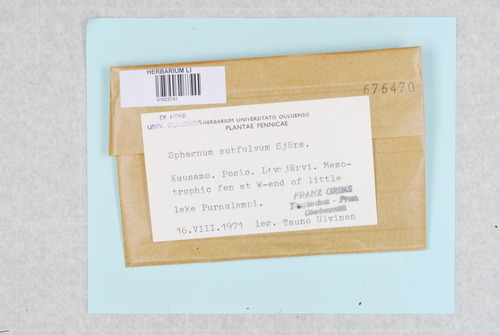 HERBARIUM LI
676470
EX HERB.
UNIV. OULUENSIS
HERBARIUM UNIVERSITATIS OULUENSIS
PLANTAE FENNICAE
Sphagnum subfulvum Sjörs.
Kuusamo. Posio. Livojärvi. Meso-
trophic fen at W-end of little
lake Purnulampi.
FRANZ GRIMS
16.VIII.1971 leg. Tauno Ulvinen